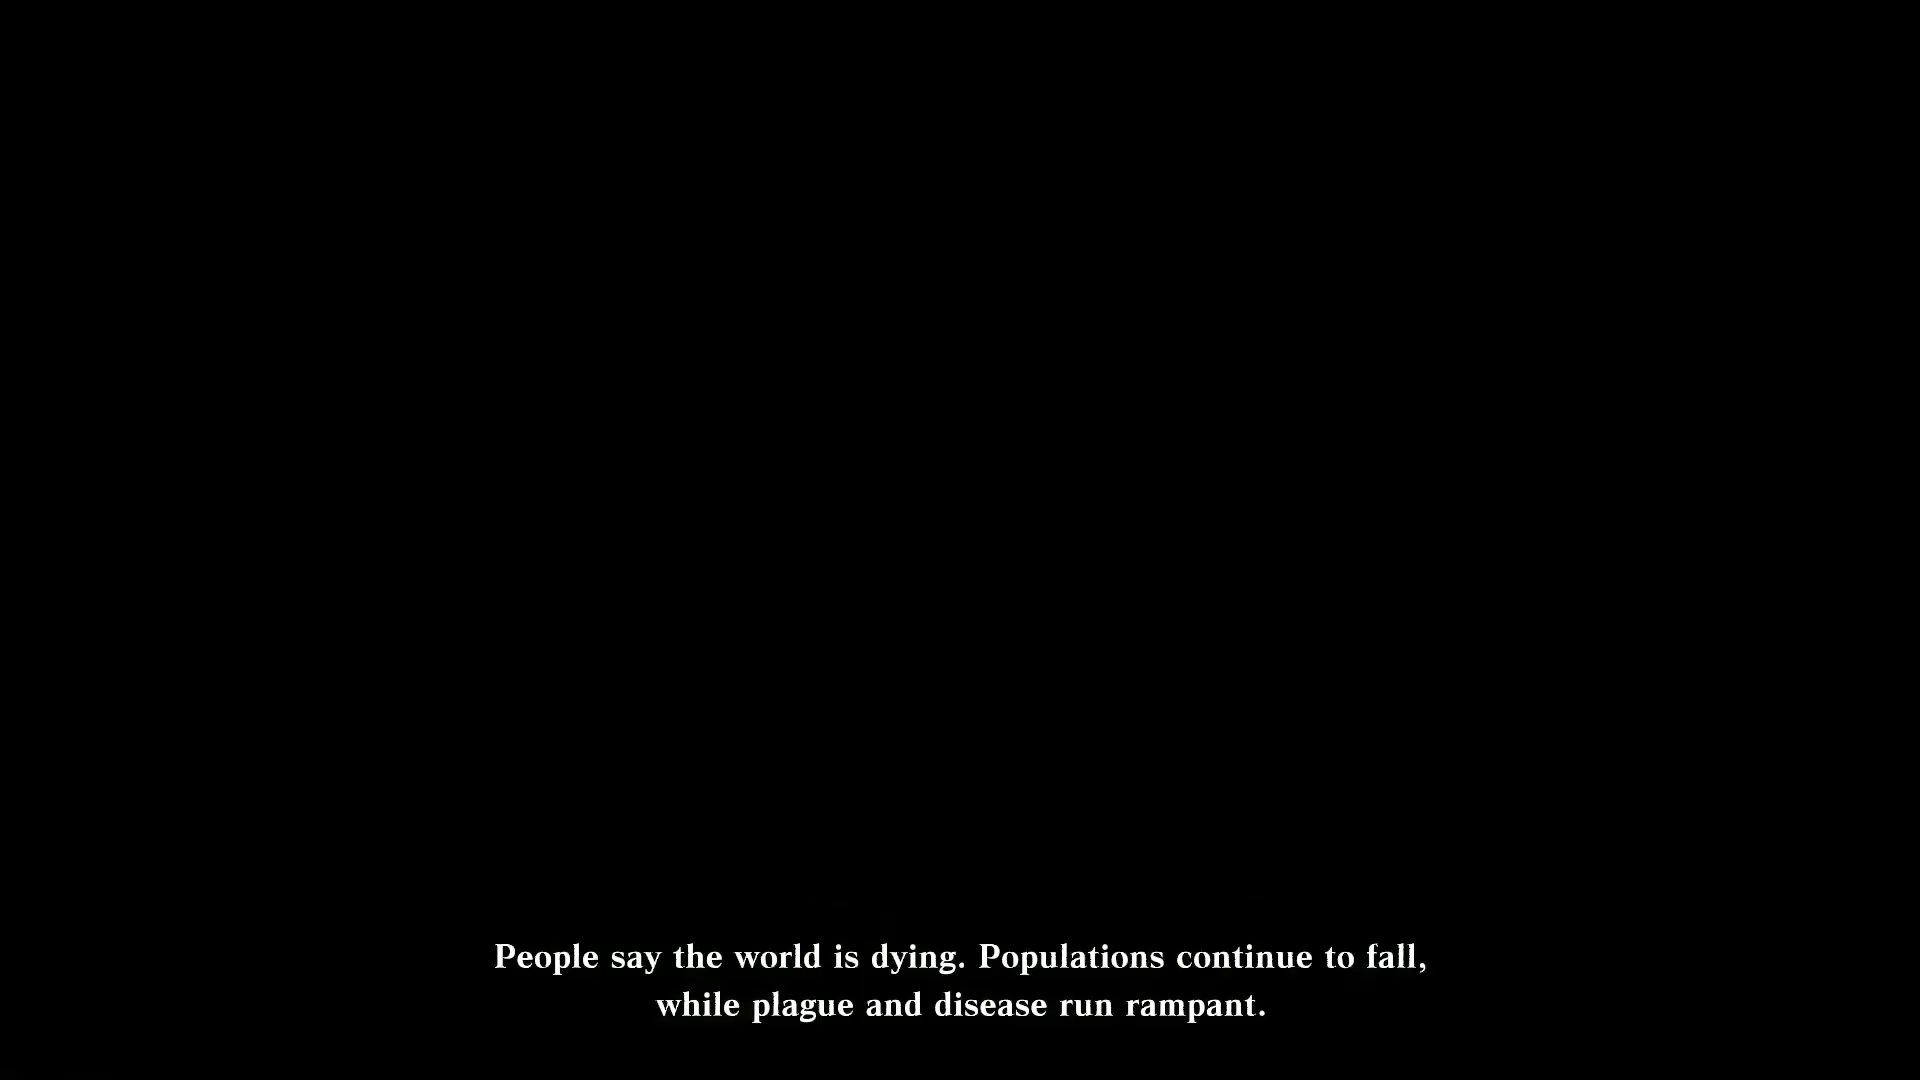 People say the world is dying. Populations continue to fall,
while plague and disease run rampant.